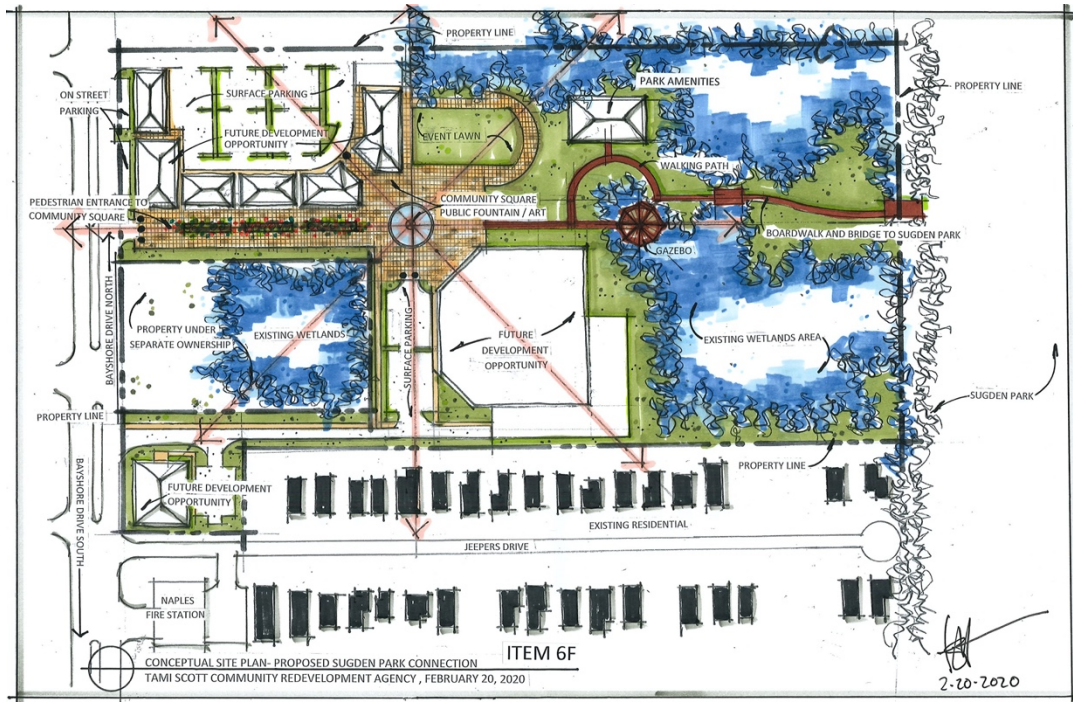 PROPERTY LINE
ON STREET
PARKING
SURFACE PARKING
PARK AMENITIES
PROPERTY LINE
FUTURE DEVELOPMENT
OPPORTUNITY
EVENT LAWN
WALKING PATH
PEDESTRIAN ENTRANCE TO
COMMUNITY SQUARE
COMMUNITY SQUARE
PUBLIC FOUNTAIN / ART
BOARDWALK AND BRIDGE TO SUGDEN PARK
GAZEBO
BAYSHORE DRIVE NORTH
PROPERTY UNDER
SEPARATE OWNERSHIP
EXISTING WETLANDS
SURFACE PARKING
FUTURE
DEVELOPMENT
OPPORTUNITY
EXISTING WETLANDS AREA
SUGDEN PARK
PROPERTY LINE
PROPERTY LINE
BAYSHORE DRIVE SOUTH
FUTURE DEVELOPMENT
OPPORTUNITY
EXISTING RESIDENTIAL
JEEPERS DRIVE
NAPLES
FIRE STATION
ITEM 6F
CONCEPTUAL SITE PLAN- PROPOSED SUGDEN PARK CONNECTION
TAMI SCOTT COMMUNITY REDEVELOPMENT AGENCY , FEBRUARY 20, 2020
2-20-2020